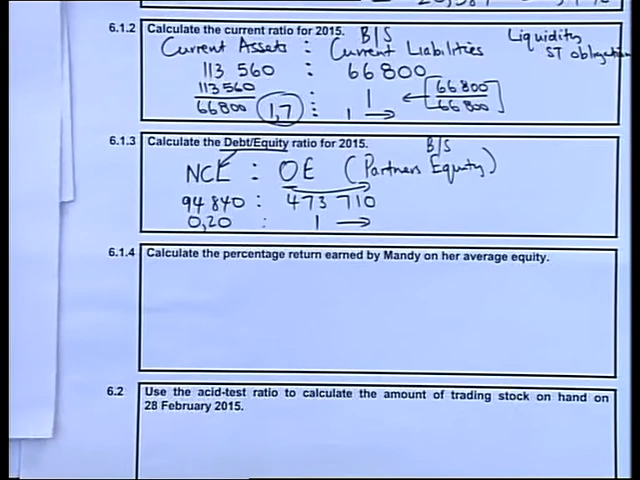 6.1.2 Calculate the current ratio for 2015. B/S Liquidity
Current Assets : Current Liabilities ST obligation
113 560 : 66 800
113 560 / 66800 (1,7) : 1 → ← [66 800 / 66 800]
6.1.3 Calculate the Debt/Equity ratio for 2015. B/S
NCL : OE (Partners Equity)
94 840 : 473 710
0,20 : 1 →
6.1.4 Calculate the percentage return earned by Mandy on her average equity.
6.2 Use the acid-test ratio to calculate the amount of trading stock on hand on
28 February 2015.